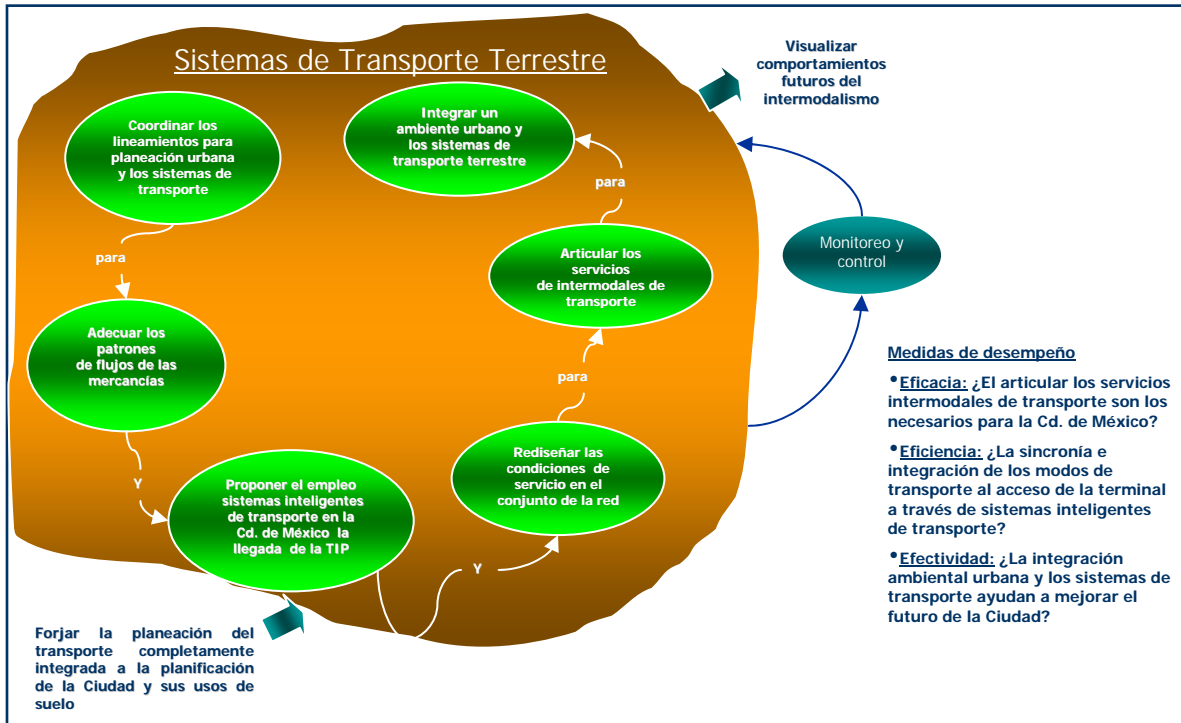 Sistemas de Transporte Terrestre
Visualizar
comportamientos
futuros del
intermodalismo
Coordinar los
lineamientos para
planeación urbana
y los sistemas de
transporte
Integrar un
ambiente urbano y
los sistemas de
transporte terrestre
para
para
Articular los
servicios
de intermodales de
transporte
Monitoreo y
control
Adecuar los
patrones
de flujos de las
mercancías
para
Medidas de desempeño
•Eficacia: ¿El articular los servicios
intermodales de transporte son los
necesarios para la Cd. de México?
•Eficiencia: ¿La sincronía e
integración de los modos de
transporte al acceso de la terminal
a través de sistemas inteligentes
de transporte?
•Efectividad: ¿La integración
ambiental urbana y los sistemas de
transporte ayudan a mejorar el
futuro de la Ciudad?
Y
Proponer el empleo
sistemas inteligentes
de transporte en la
Cd. de México la
llegada de la TIP
Rediseñar las
condiciones de
servicio en el
conjunto de la red
Y
Forjar la planeación del
transporte completamente
integrada a la planificación
de la Ciudad y sus usos de
suelo